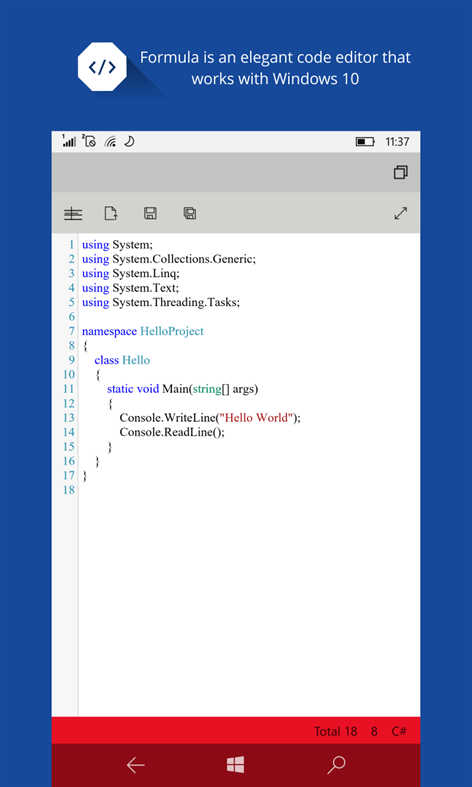 </>
Formula is an elegant code editor that
works with Windows 10
1 2 11:37
1 using System;
2 using System.Collections.Generic;
3 using System.Linq;
4 using System.Text;
5 using System.Threading.Tasks;
6
7 namespace HelloProject
8 {
9 class Hello
10 {
11 static void Main(string[] args)
12 {
13 Console.WriteLine("Hello World");
14 Console.ReadLine();
15 }
16 }
17 }
18
Total 18 8 C#